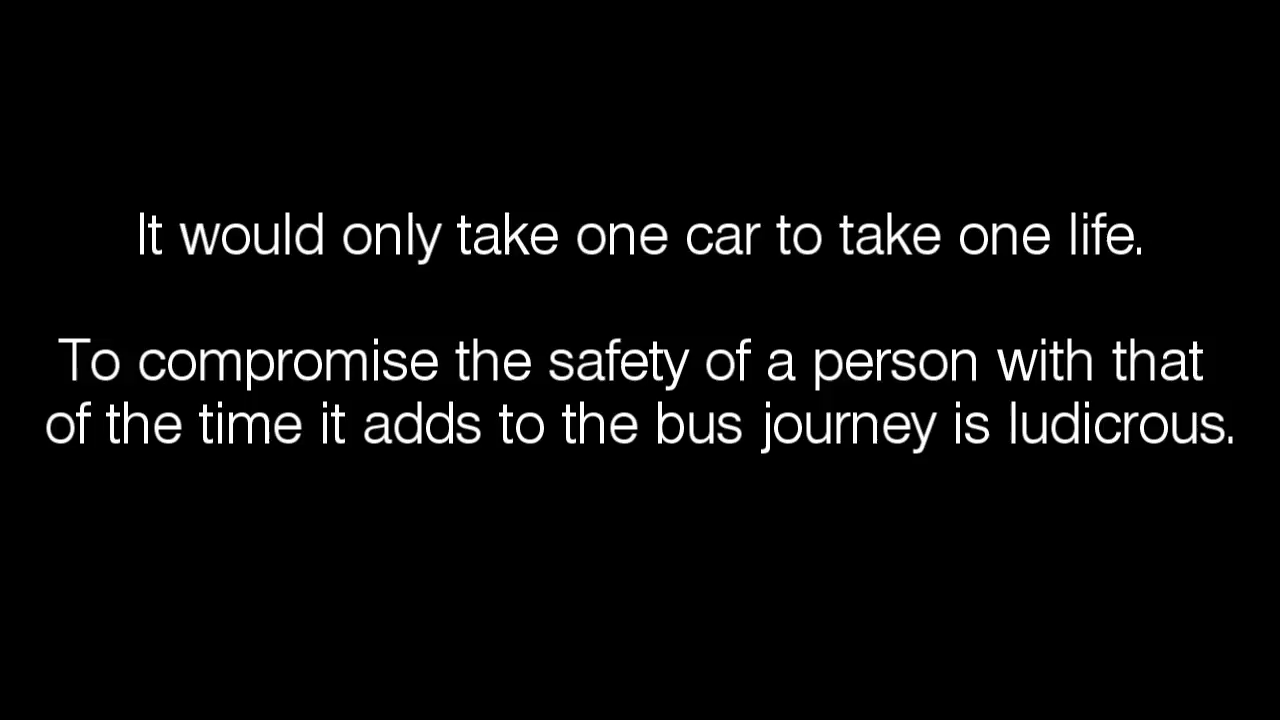 It would only take one car to take one life.
To compromise the safety of a person with that
of the time it adds to the bus journey is ludicrous.